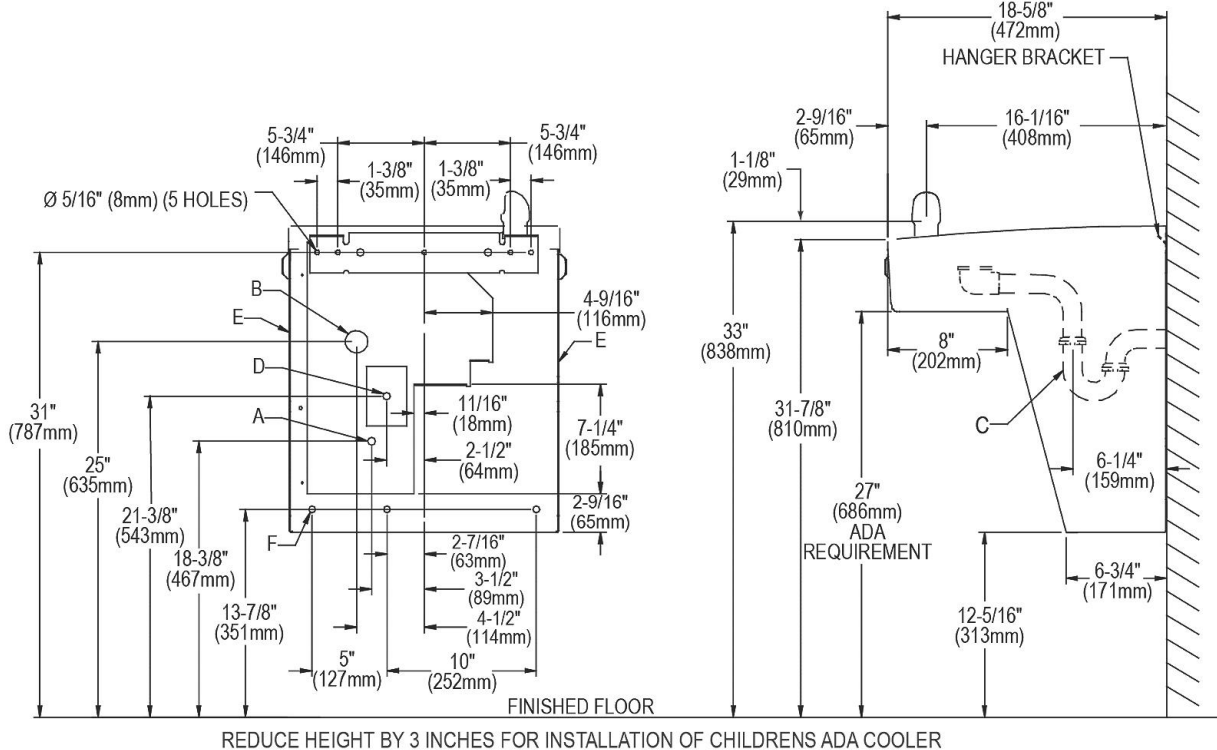 18-5/8"
(472mm)
HANGER BRACKET
2-9/16"
(65mm)
16-1/16"
(408mm)
5-3/4"
(146mm)
5-3/4"
(146mm)
1-3/8"
(35mm)
1-3/8"
(35mm)
1-1/8"
(29mm)
Ø 5/16" (8mm) (5 HOLES)
B
E
4-9/16"
(116mm)
E
33"
(838mm)
8"
(202mm)
D
A
31"
(787mm)
11/16"
(18mm)
7-1/4"
(185mm)
31-7/8"
(810mm)
C
25"
(635mm)
2-1/2"
(64mm)
6-1/4"
(159mm)
21-3/8"
(543mm)
2-9/16"
(65mm)
27"
(686mm)
ADA
REQUIREMENT
F
18-3/8"
(467mm)
2-7/16"
(63mm)
3-1/2"
(89mm)
6-3/4"
(171mm)
13-7/8"
(351mm)
4-1/2"
(114mm)
12-5/16"
(313mm)
5"
(127mm)
10"
(252mm)
FINISHED FLOOR
REDUCE HEIGHT BY 3 INCHES FOR INSTALLATION OF CHILDRENS ADA COOLER